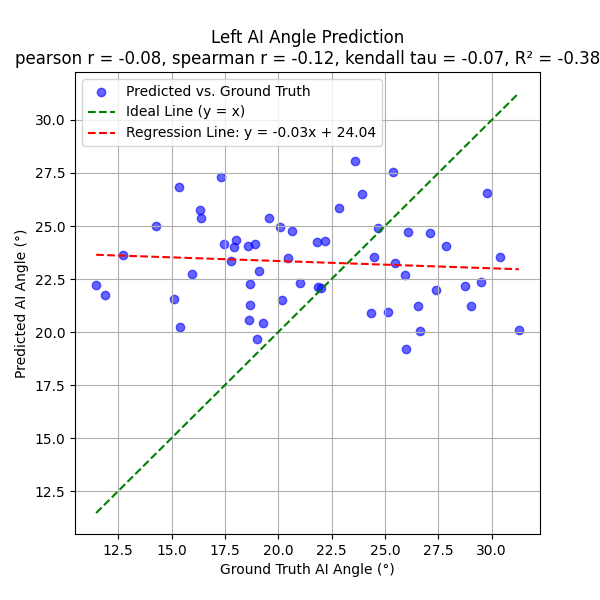 Left AI Angle Prediction
pearson r = -0.08, spearman r = -0.12, kendall tau = -0.07, R² = -0.38
Predicted vs. Ground Truth
Ideal Line (y = x)
Regression Line: y = -0.03x + 24.04
30.0
27.5
25.0
22.5
20.0
17.5
15.0
12.5
Predicted AI Angle (°)
12.5 15.0 17.5 20.0 22.5 25.0 27.5 30.0
Ground Truth AI Angle (°)